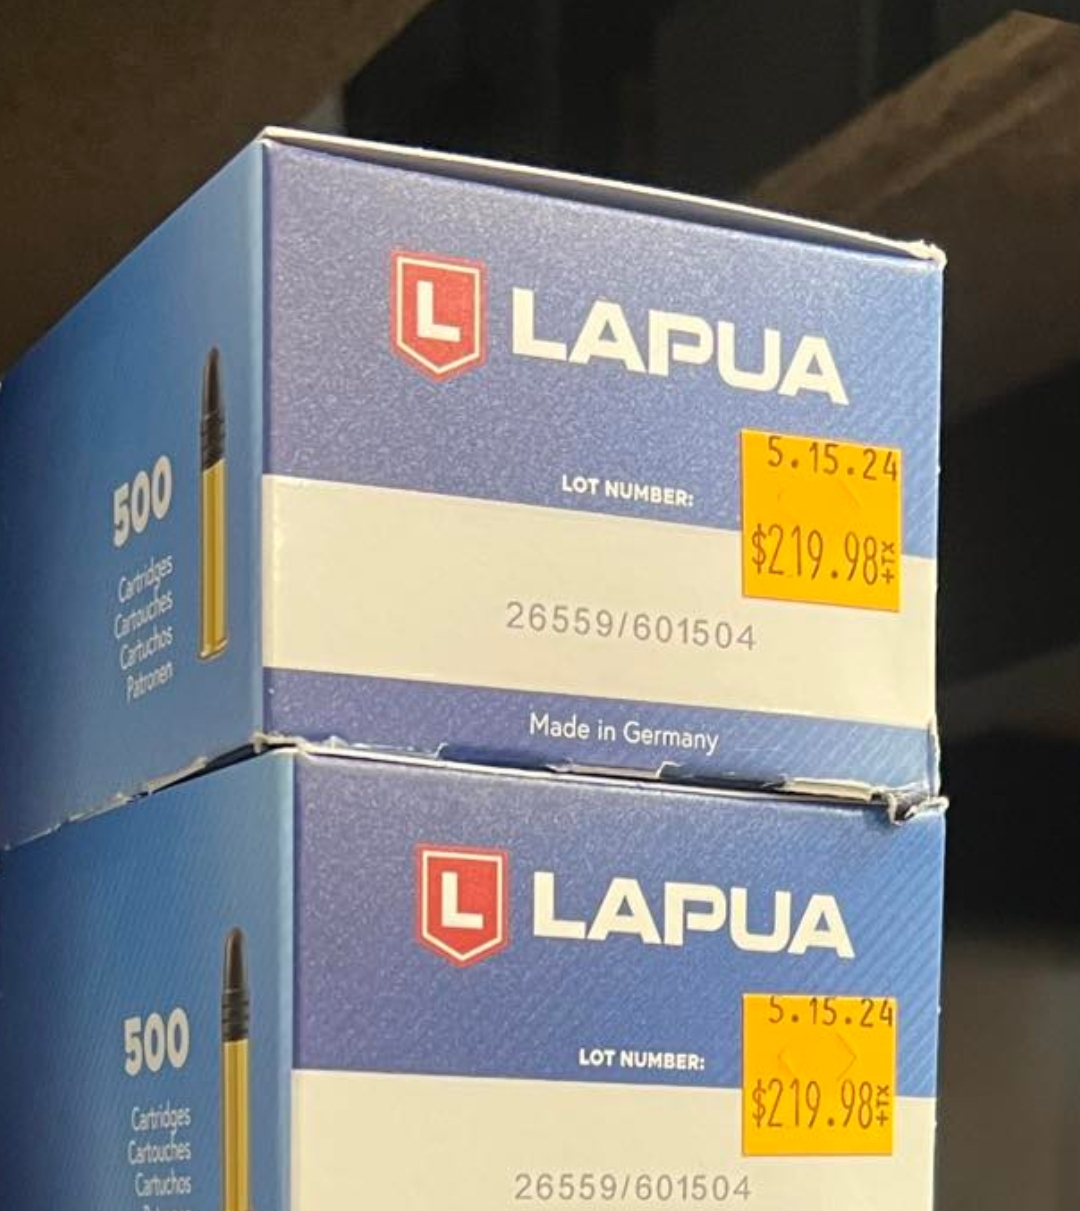 L LAPUA
5.15.24
LOT NUMBER:
$219.98+TX
26559/601504
Made in Germany
500
Cartridges
Cartouches
Cartuchos
Patronen
L LAPUA
5.15.24
LOT NUMBER:
$219.98+TX
26559/601504
500
Cartridges
Cartouches
Cartuchos